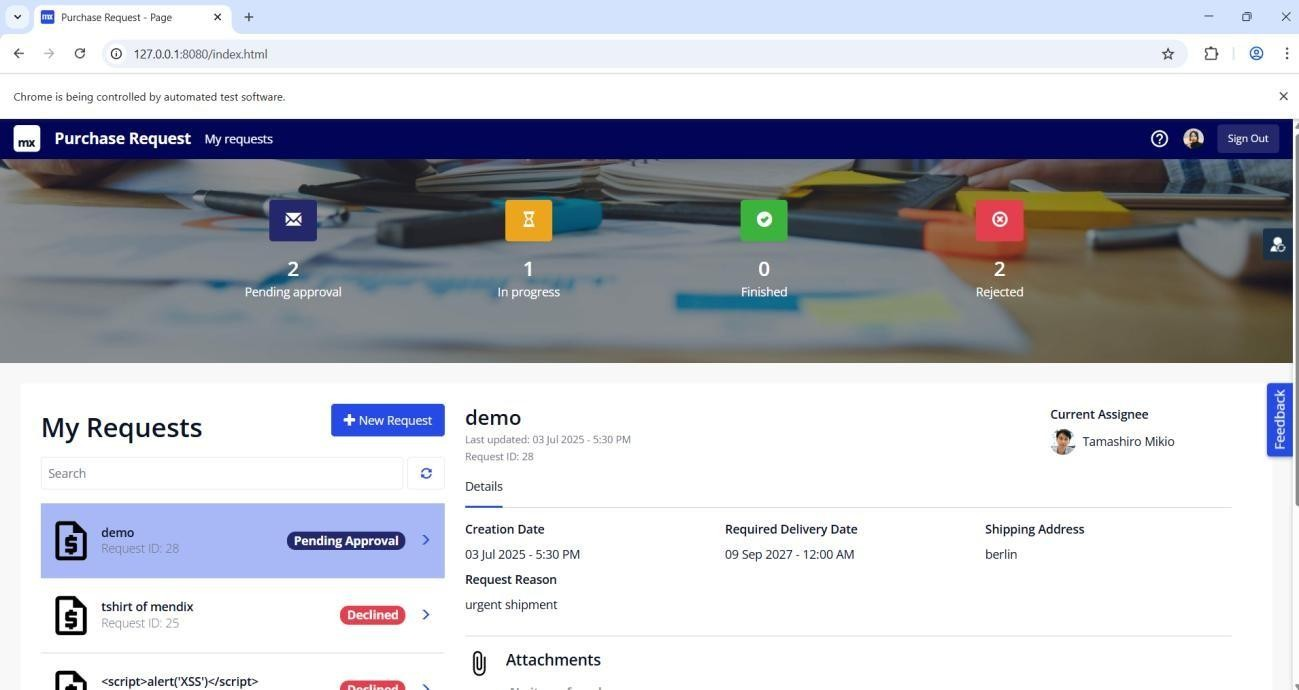 Purchase Request - Page
127.0.0.1:8080/index.html
Chrome is being controlled by automated test software.
mx
Purchase Request
My requests
Sign Out
2
Pending approval
1
In progress
0
Finished
2
Rejected
Feedback
My Requests
+ New Request
Search
demo
Request ID: 28
Pending Approval
tshirt of mendix
Request ID: 25
Declined
<script>alert('XSS')</script>
Declined
demo
Last updated: 03 Jul 2025 - 5:30 PM
Request ID: 28
Current Assignee
Tamashiro Mikio
Details
Creation Date
03 Jul 2025 - 5:30 PM
Required Delivery Date
09 Sep 2027 - 12:00 AM
Shipping Address
berlin
Request Reason
urgent shipment
Attachments